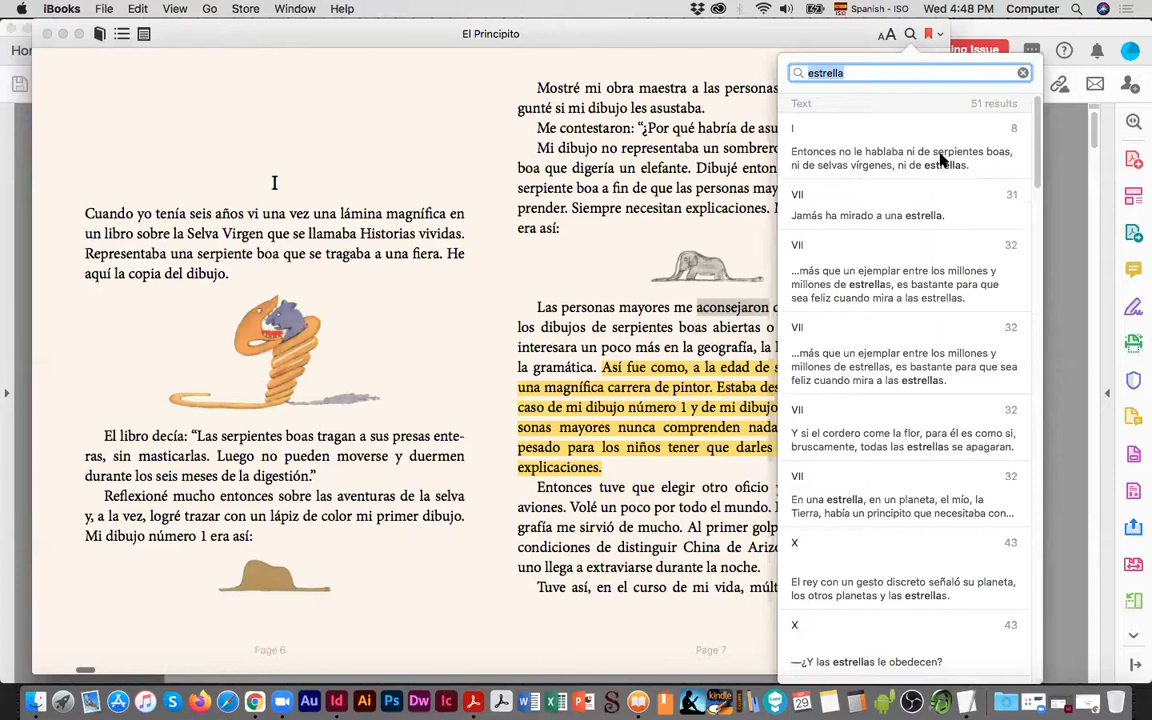 iBooks File Edit View Go Store Window Help Spanish - ISO Wed 4:48 PM Computer
El Principito
AA
Hom
ing Issue
Cuando yo tenía seis años vi una vez una lámina magnífica en
un libro sobre la Selva Virgen que se llamaba Historias vividas.
Representaba una serpiente boa que se tragaba a una fiera. He
aquí la copia del dibujo.
El libro decía: “Las serpientes boas tragan a sus presas ente-
ras, sin masticarlas. Luego no pueden moverse y duermen
durante los seis meses de la digestión.”
Reflexioné mucho entonces sobre las aventuras de la selva
y, a la vez, logré trazar con un lápiz de color mi primer dibujo.
Mi dibujo número 1 era así:
Page 6
Mostré mi obra maestra a las personas
gunté si mi dibujo les asustaba.
Me contestaron: “¿Por qué habría de asu
Mi dibujo no representaba un sombrero
boa que digería un elefante. Dibujé entonc
serpiente boa a fin de que las personas may
prender. Siempre necesitan explicaciones. M
era así:
Las personas mayores me aconsejaron q
los dibujos de serpientes boas abiertas o
interesara un poco más en la geografía, la h
la gramática. Así fue como, a la edad de s
una magnífica carrera de pintor. Estaba des
caso de mi dibujo número 1 y de mi dibujo
sonas mayores nunca comprenden nada
pesado para los niños tener que darles
explicaciones.
Entonces tuve que elegir otro oficio y
aviones. Volé un poco por todo el mundo.
grafía me sirvió de mucho. Al primer golp
condiciones de distinguir China de Arizo
uno llega a extraviarse durante la noche.
Tuve así, en el curso de mi vida, múlt
Page 7
estrella
Text 51 results
I 8
Entonces no le hablaba ni de serpientes boas,
ni de selvas vírgenes, ni de estrellas.
VII 31
Jamás ha mirado a una estrella.
VII 32
...más que un ejemplar entre los millones y
millones de estrellas, es bastante para que
sea feliz cuando mira a las estrellas.
VII 32
...más que un ejemplar entre los millones y
millones de estrellas, es bastante para que sea
feliz cuando mira a las estrellas.
VII 32
Y si el cordero come la flor, para él es como si,
bruscamente, todas las estrellas se apagaran.
VII 32
En una estrella, en un planeta, el mío, la
Tierra, había un principito que necesitaba con...
X 43
El rey con un gesto discreto señaló su planeta,
los otros planetas y las estrellas.
X 43
—¿Y las estrellas le obedecen?
Au Id Ai Ps Dw Ic W X P S kindle 29